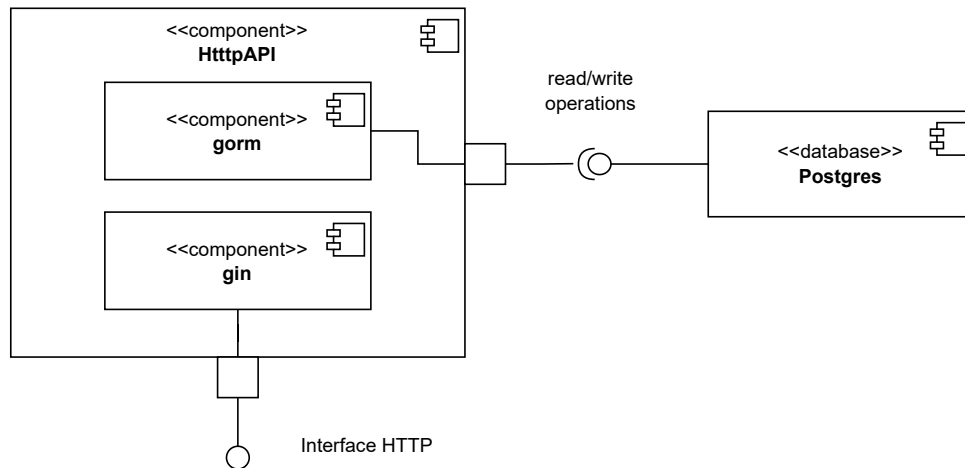 <<component>>
HtttpAPI
<<component>>
gorm
read/write
operations
<<database>>
Postgres
<<component>>
gin
Interface HTTP